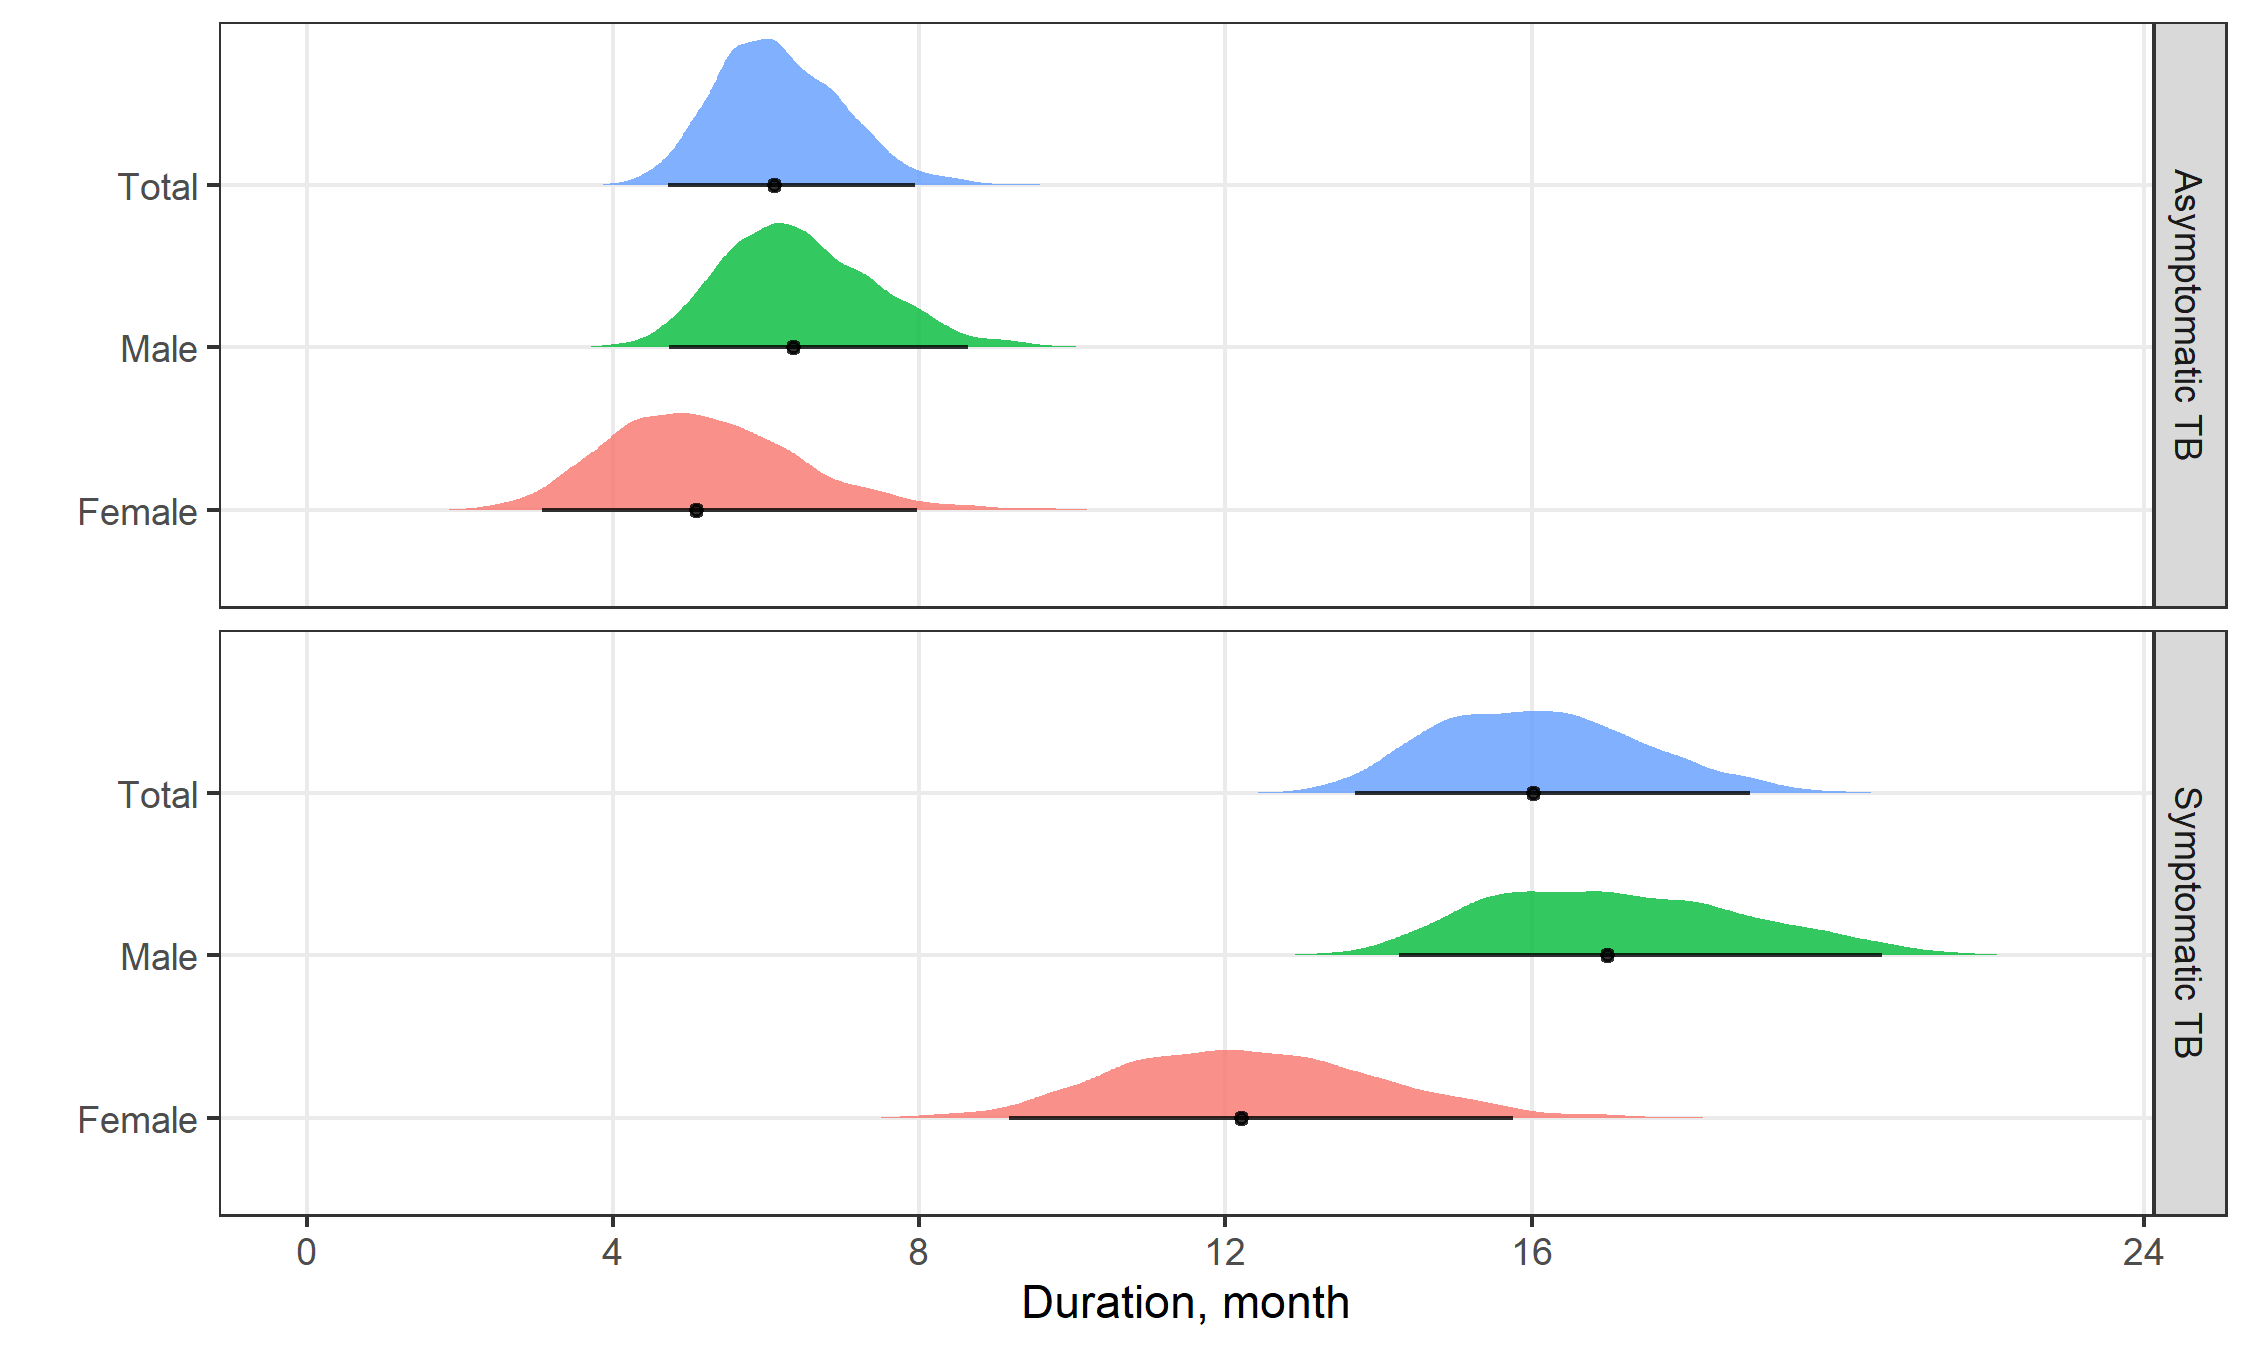 Total
Male
Female
Asymptomatic TB
Total
Male
Female
Symptomatic TB
0 4 8 12 16 24
Duration, month